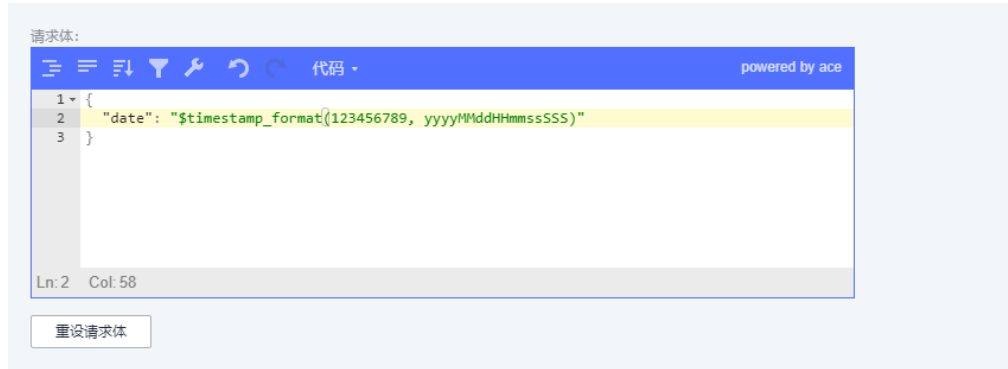 请求体:
代码 powered by ace
1 {
2 "date": "$timestamp_format(123456789, yyyyMMddHHmmssSSS)"
3 }
Ln: 2 Col: 58
重设请求体